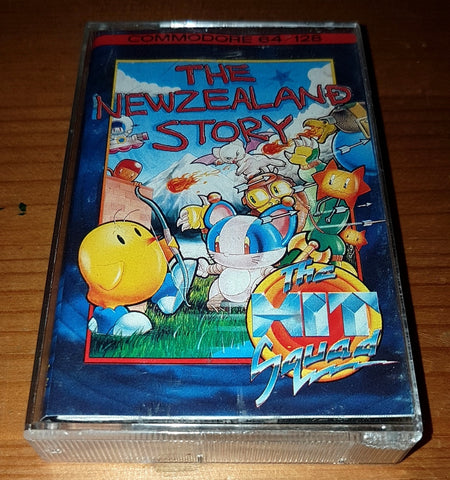 COMMODORE 64/128
THE
NEWZEALAND
STORY
The
HIT
Squad